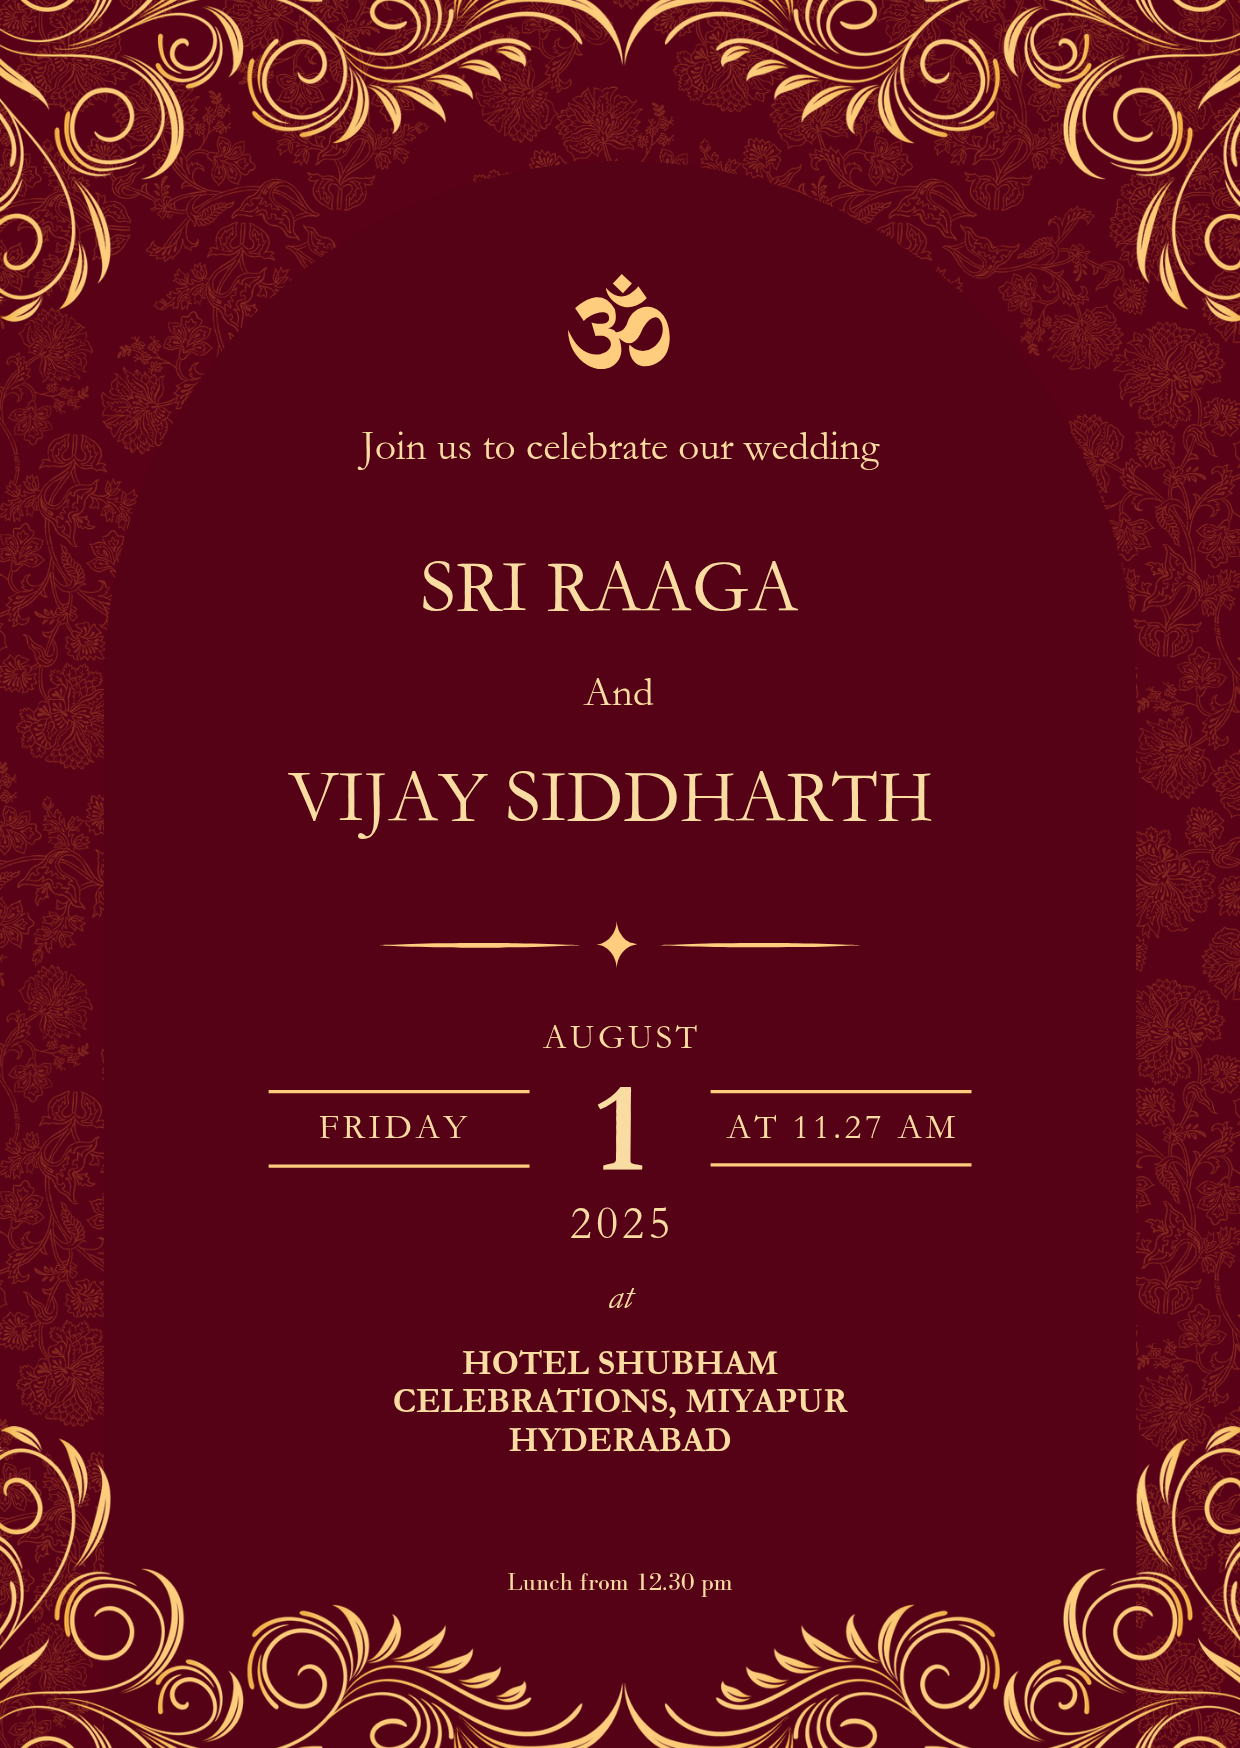 ॐ
Join us to celebrate our wedding
SRI RAAGA
And
VIJAY SIDDHARTH
AUGUST
FRIDAY
1
AT 11.27 AM
2025
at
HOTEL SHUBHAM
CELEBRATIONS, MIYAPUR
HYDERABAD
Lunch from 12.30 pm